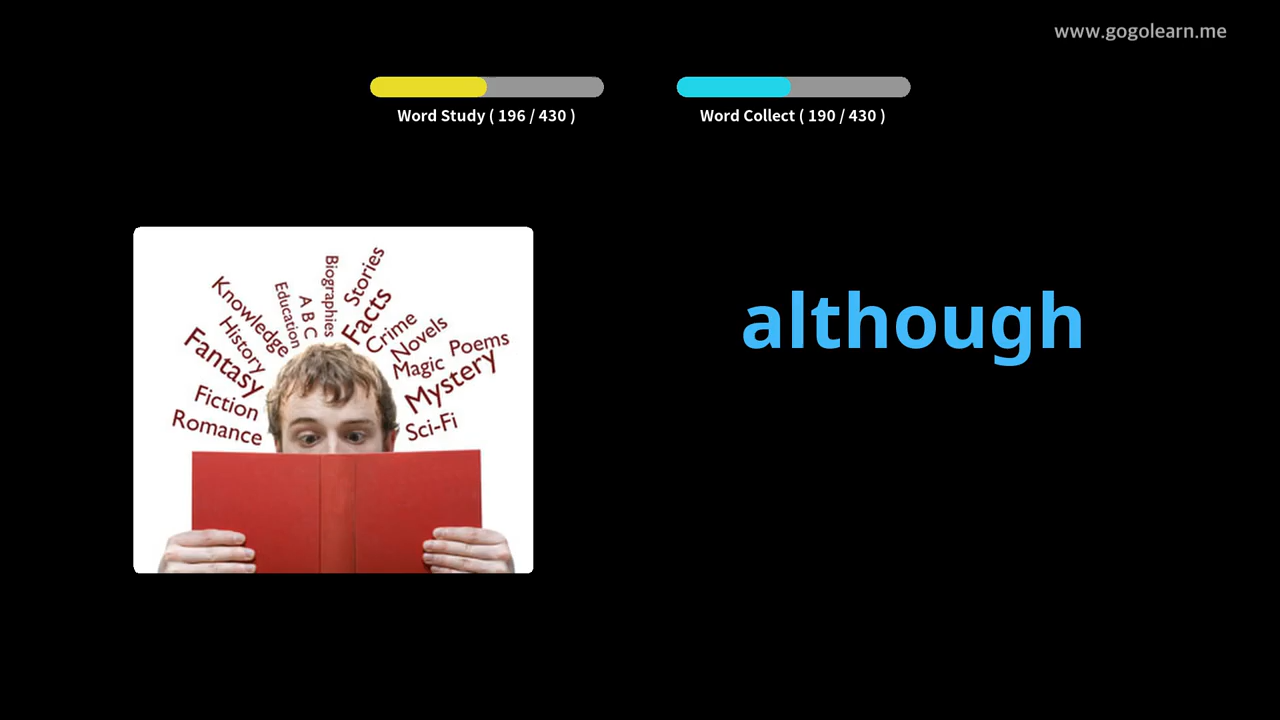 www.gogolearn.me
Word Study ( 196 / 430 )
Word Collect ( 190 / 430 )
although
Romance
Fiction
Fantasy
History
Knowledge
Education
A B C
Biographies
Stories
Facts
Crime
Novels
Magic
Poems
Mystery
Sci-Fi